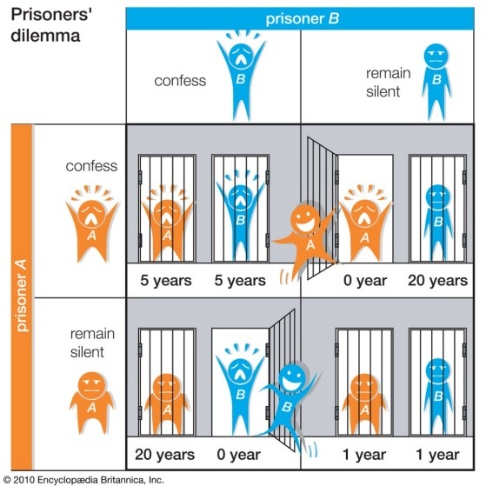 Prisoners'
dilemma
prisoner B
confess
B
remain
silent
B
prisoner A
confess
A
A
B
A
A
B
5 years
5 years
0 year
20 years
remain
silent
A
A
B
B
A
B
20 years
0 year
1 year
1 year
© 2010 Encyclopædia Britannica, Inc.